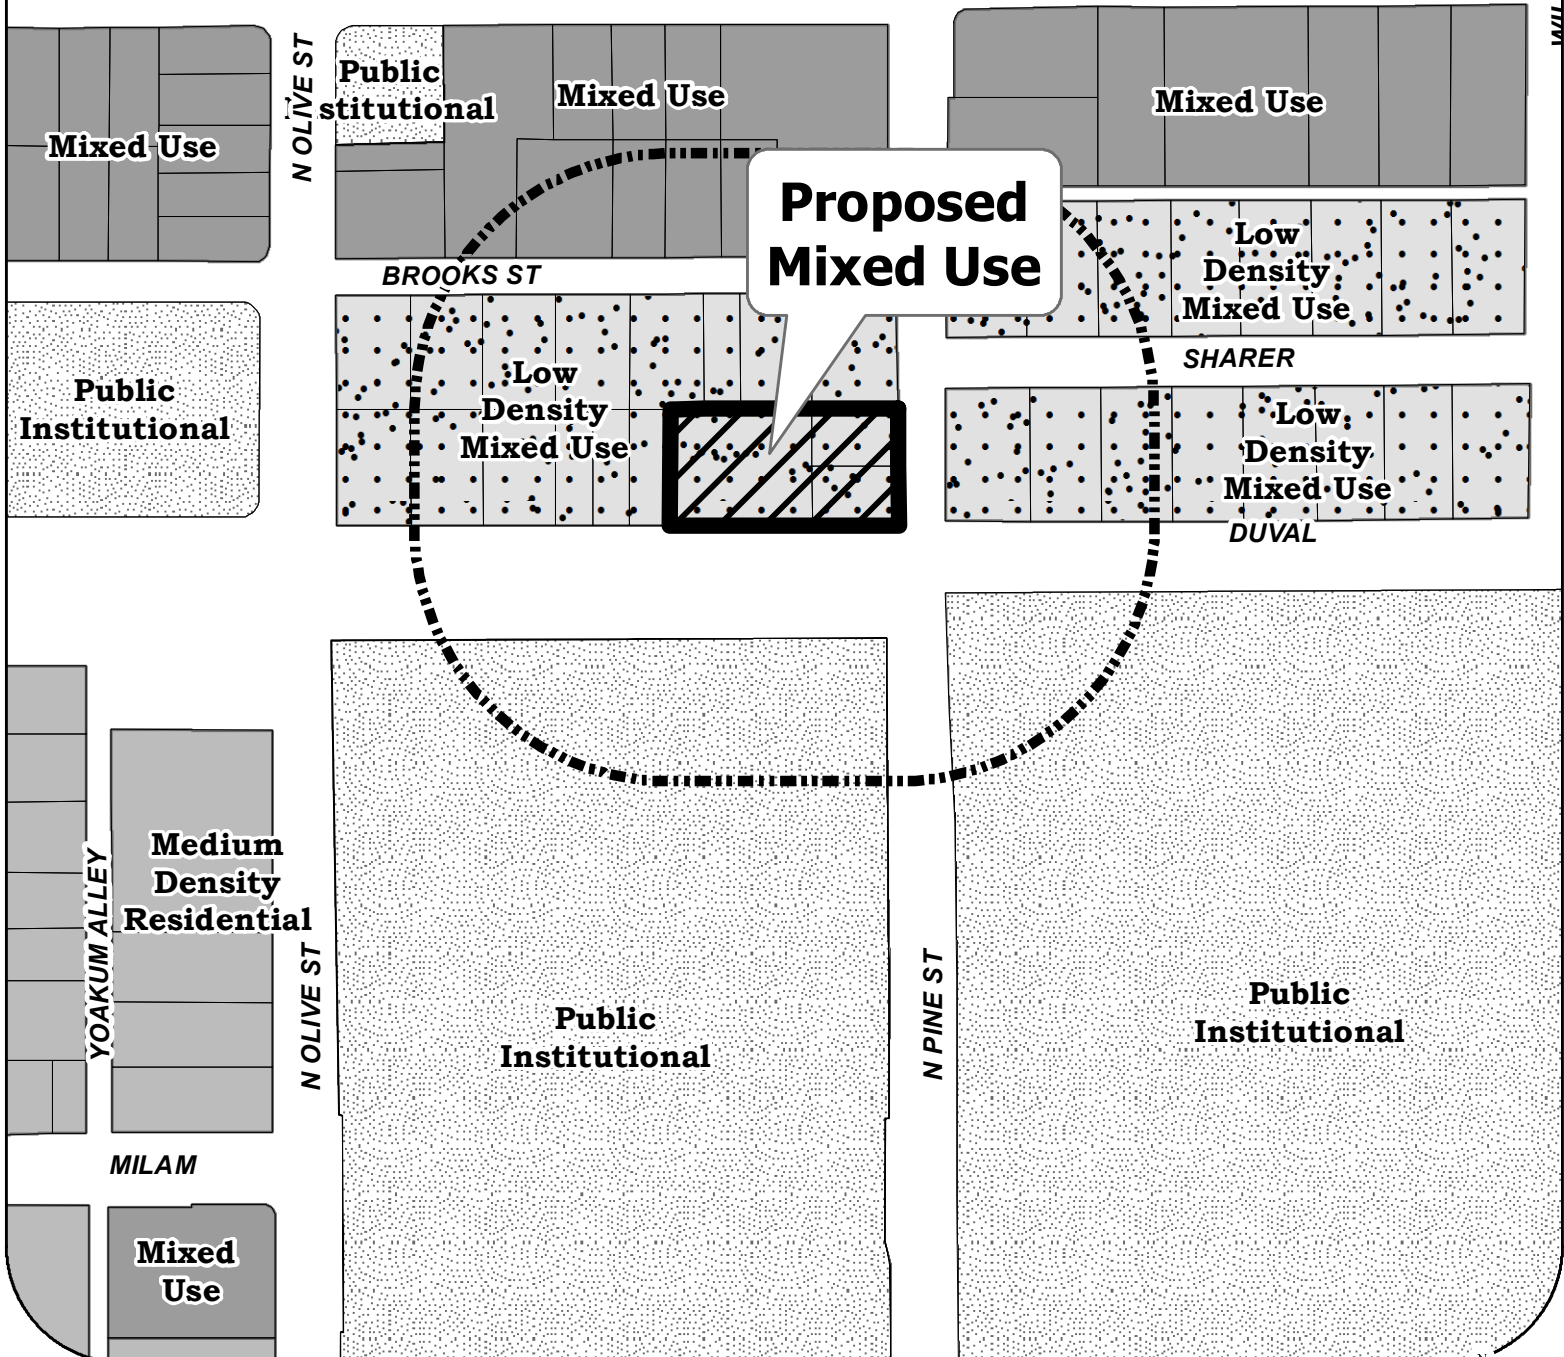 Mixed Use
N OLIVE ST
Public
Institutional
Mixed Use
Mixed Use
Proposed
Mixed Use
BROOKS ST
Low
Density
Mixed Use
SHARER
Public
Institutional
Low
Density
Mixed Use
Low
Density
Mixed Use
DUVAL
YOAKUM ALLEY
Medium
Density
Residential
N OLIVE ST
Public
Institutional
N PINE ST
Public
Institutional
MILAM
Mixed
Use